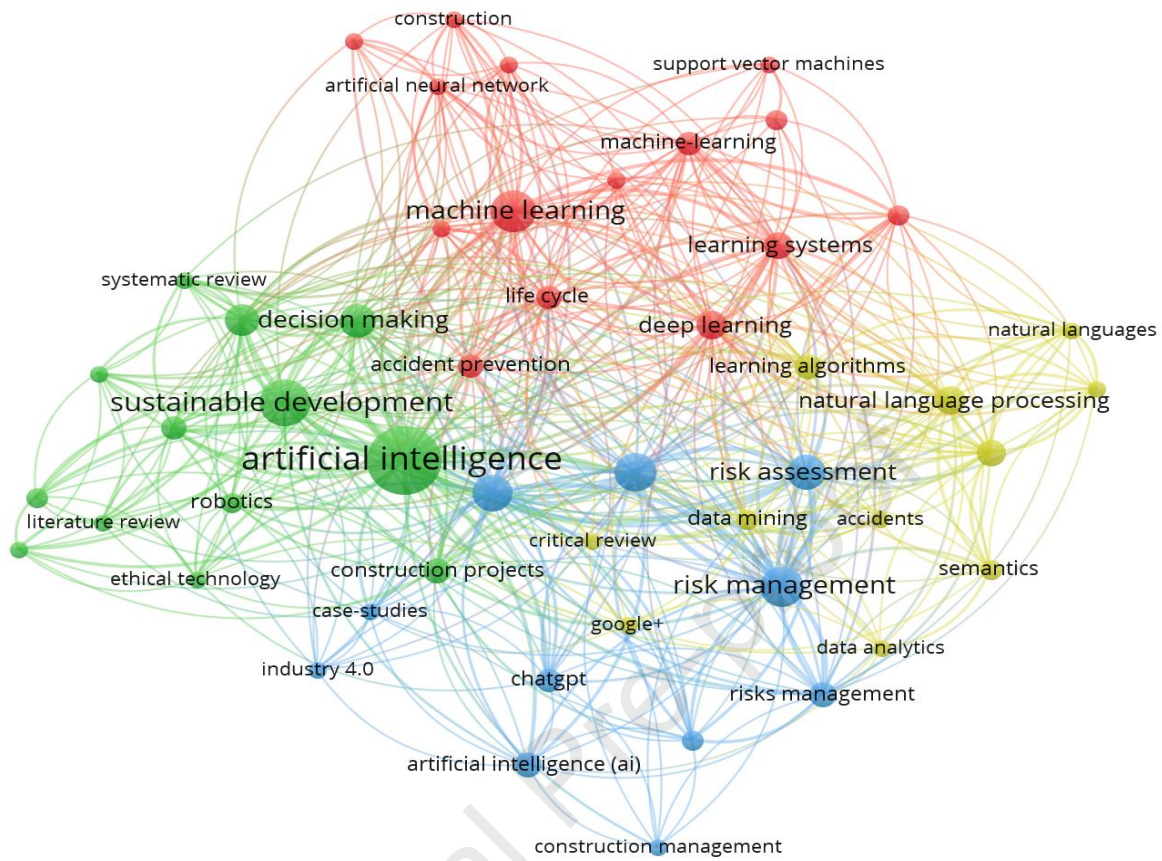 construction
support vector machines
artificial neural network
machine-learning
machine learning
learning systems
systematic review
life cycle
decision making
deep learning
natural languages
accident prevention
learning algorithms
sustainable development
natural language processing
artificial intelligence
risk assessment
robotics
literature review
data mining
accidents
critical review
ethical technology
construction projects
semantics
risk management
case-studies
google+
data analytics
industry 4.0
chatgpt
risks management
artificial intelligence (ai)
construction management